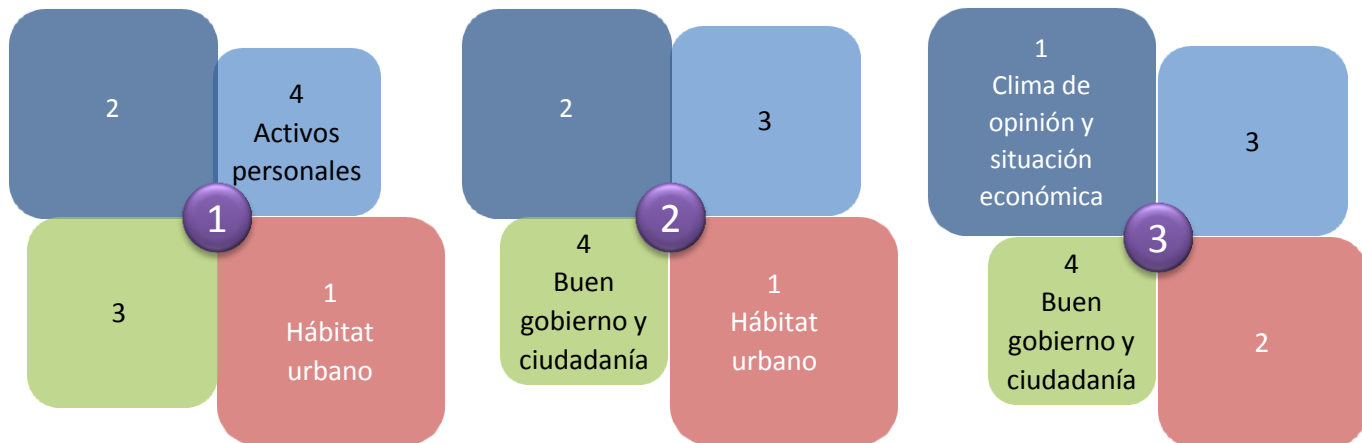 2
4
Activos
personales
1
3
1
Hábitat
urbano
2
3
2
4
Buen
gobierno y
ciudadanía
1
Hábitat
urbano
1
Clima de
opinión y
situación
económica
3
3
4
Buen
gobierno y
ciudadanía
2